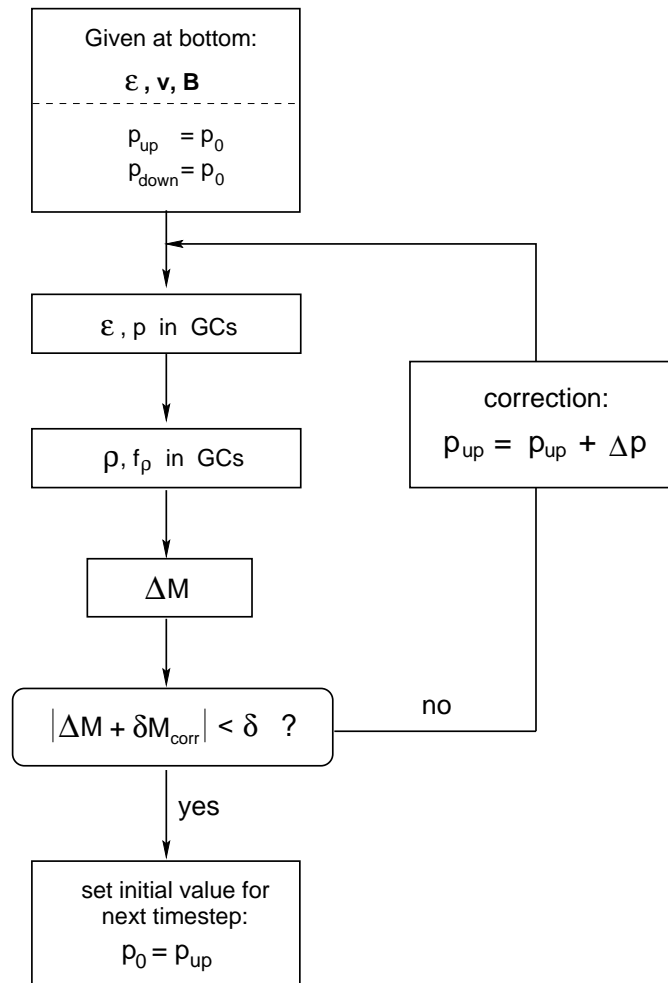 Given at bottom:
ε , v, B
p_up = p_0
p_down = p_0
ε , p in GCs
ρ, f_ρ in GCs
ΔM
|ΔM + δM_corr| < δ ?
no
correction:
p_up = p_up + Δp
yes
set initial value for
next timestep:
p_0 = p_up